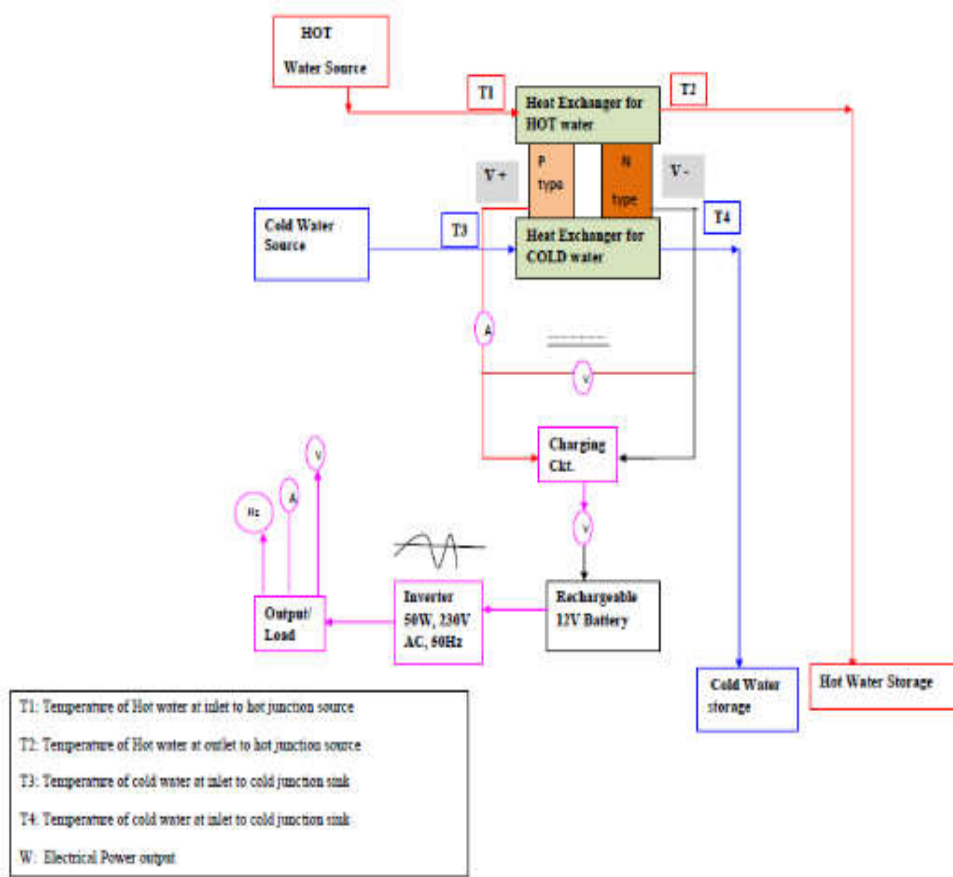 HOT
Water Source
T1
T2
Heat Exchanger for
HOT water
P
type
N
type
V +
V -
Cold Water
Source
T3
T4
Heat Exchanger for
COLD water
A
V
Charging
Ckt.
V
V
A
Hz
Output/
Load
Inverter
50W, 230V
AC, 50Hz
Rechargeable
12V Battery
Cold Water
storage
Hot Water Storage
T1: Temperature of Hot water at inlet to hot junction source
T2: Temperature of Hot water at outlet to hot junction source
T3: Temperature of cold water at inlet to cold junction sink
T4: Temperature of cold water at inlet to cold junction sink
W: Electrical Power output